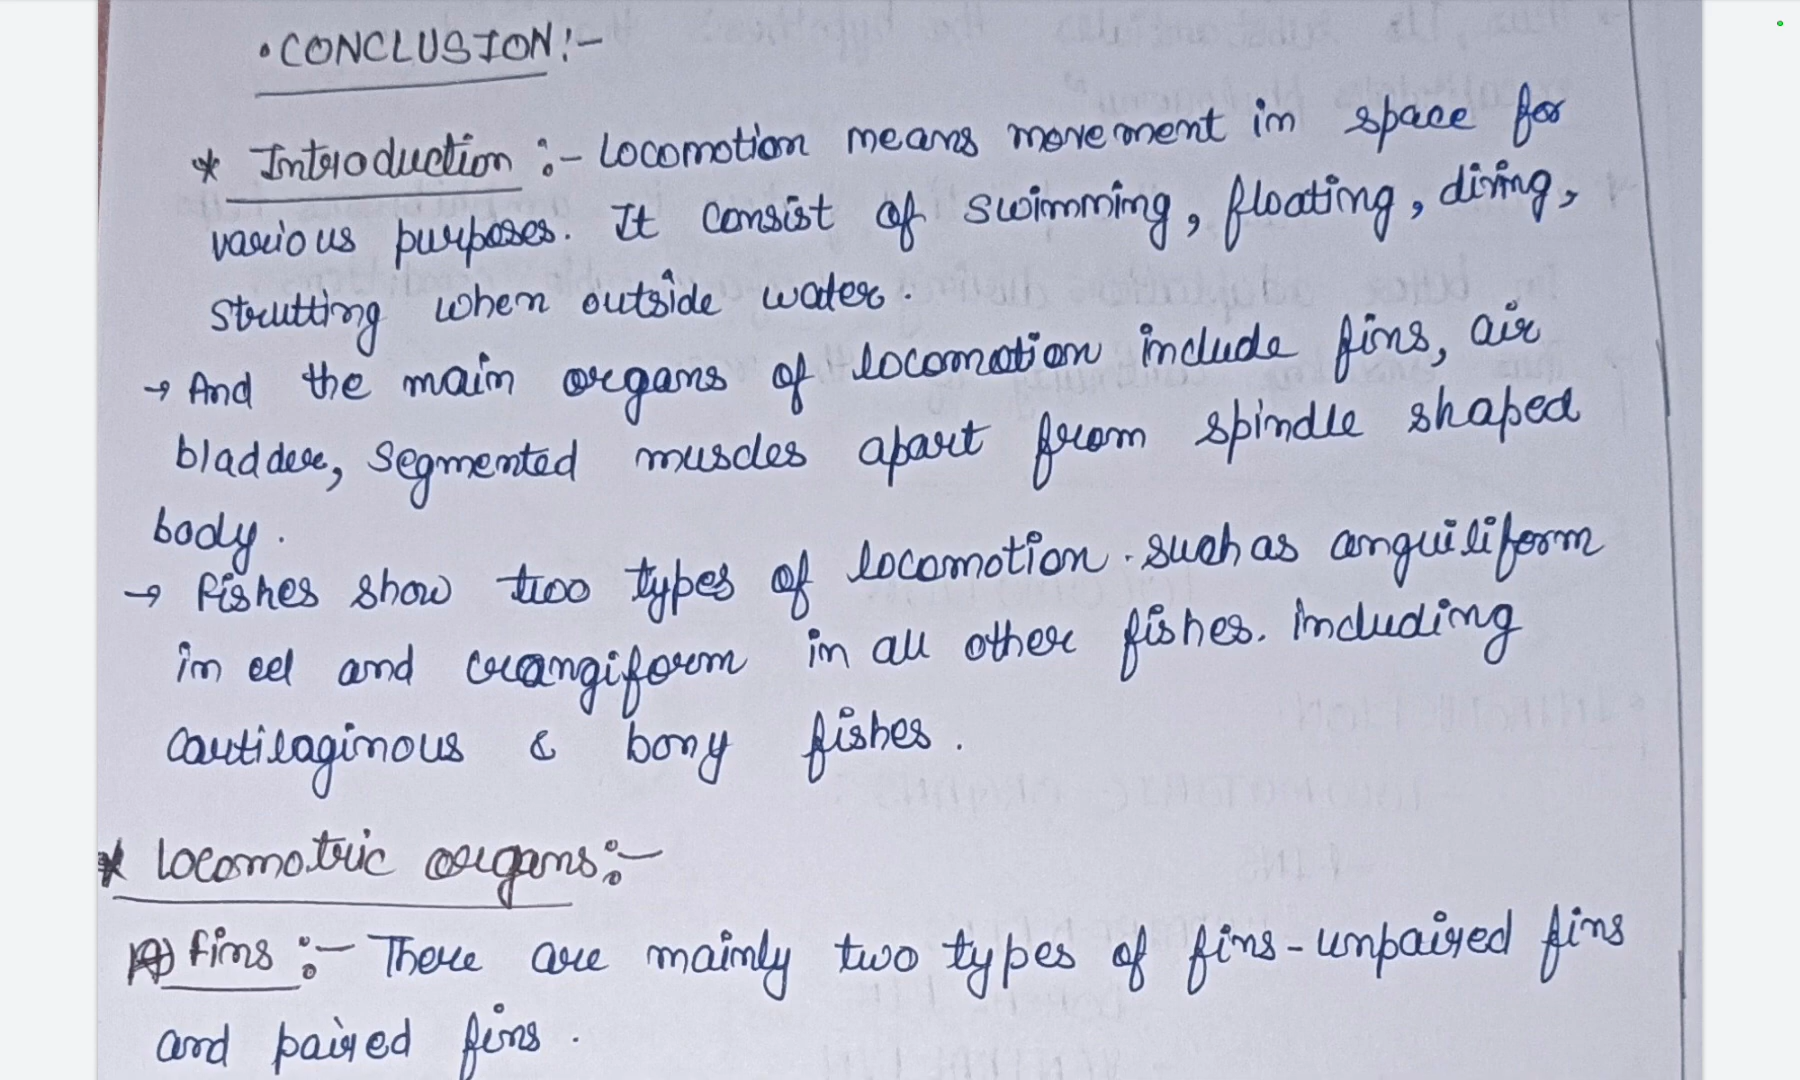 • CONCLUSION :-
* Introduction :- Locomotion means movement in space for
various purposes. It consist of swimming, floating, diving,
strutting when outside water.
→ And the main organs of locomotion include fins, air
bladder, segmented muscles apart from spindle shaped
body.
→ Fishes show two types of locomotion. such as anguiliform
in eel and crangiform in all other fishes. including
cartilaginous & bony fishes.
* Locomotric organs :-
A) Fins :- There are mainly two types of fins - unpaired fins
and paired fins.